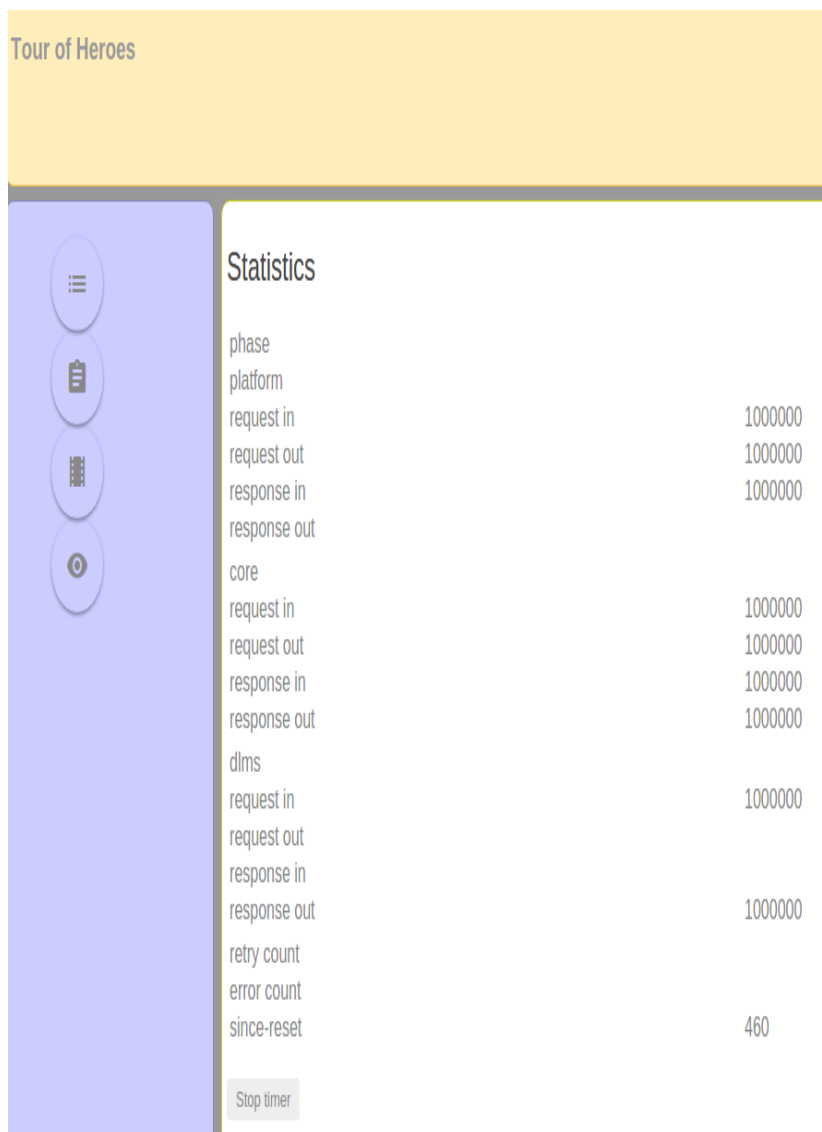 Tour of Heroes
Statistics
phase
platform
request in 1000000
request out 1000000
response in 1000000
response out
core
request in 1000000
request out 1000000
response in 1000000
response out 1000000
dlms
request in 1000000
request out
response in
response out 1000000
retry count
error count
since-reset 460
Stop timer